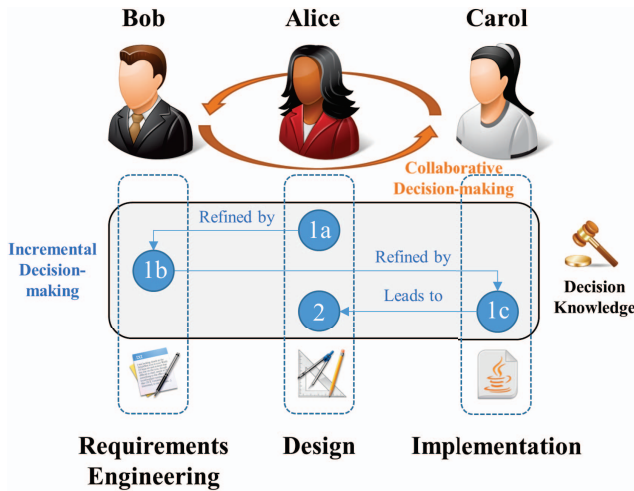 Bob
Alice
Carol
Collaborative
Decision-making
Refined by
1a
Incremental
Decision-
making
1b
Refined by
Decision
Knowledge
Leads to
2
1c
Requirements
Engineering
Design
Implementation